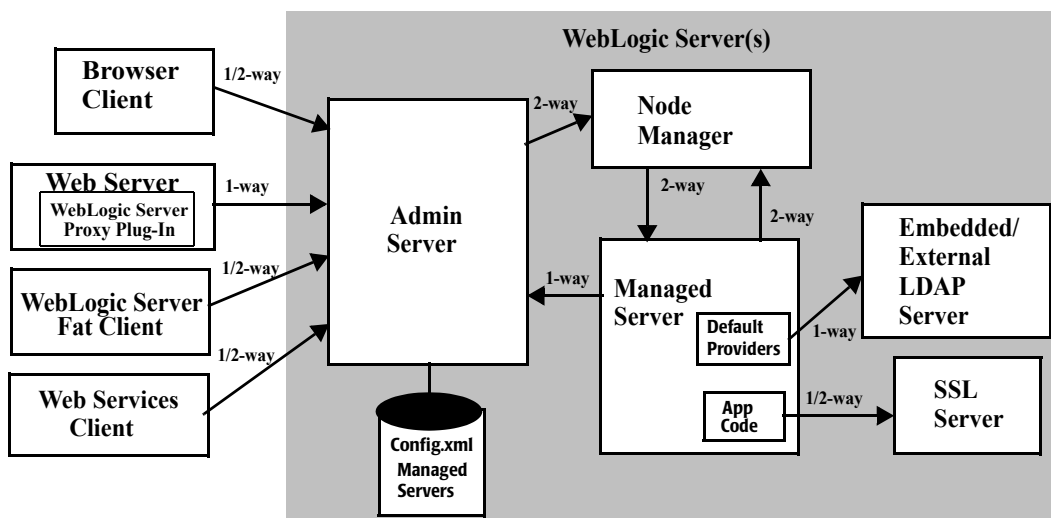 WebLogic Server(s)
Browser
Client
1/2-way
Web Server
WebLogic Server
Proxy Plug-In
1-way
WebLogic Server
Fat Client
1/2-way
Web Services
Client
1/2-way
Admin
Server
Config.xml
Managed
Servers
2-way
Node
Manager
2-way
2-way
1-way
Managed
Server
Default
Providers
App
Code
1-way
Embedded/
External
LDAP
Server
1/2-way
SSL
Server